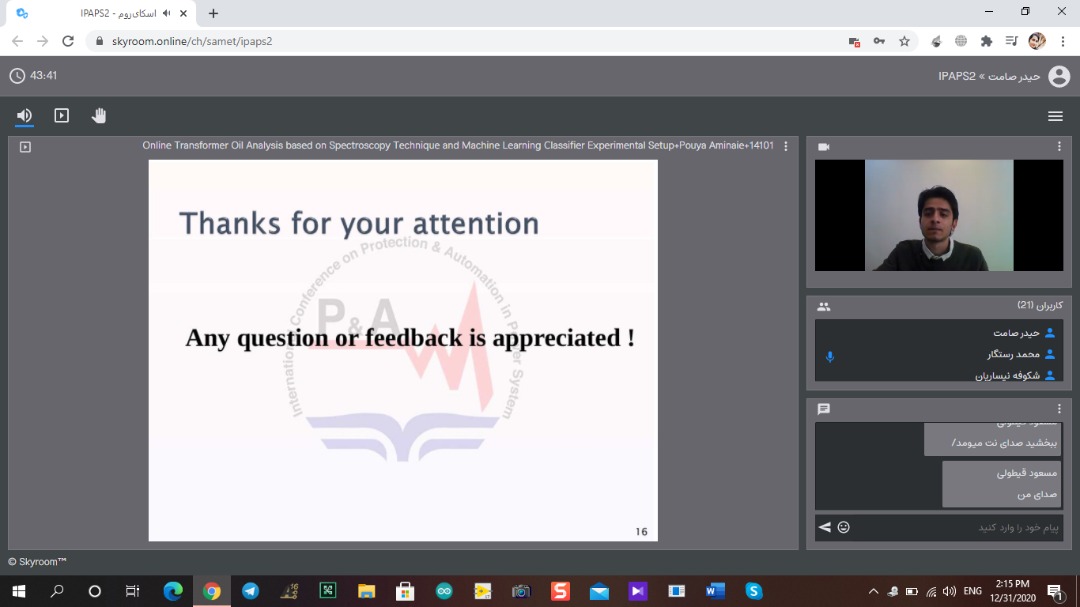 اسکای‌روم - IPAPS2
skyroom.online/ch/samet/ipaps2
43:41
حیدر صامت » IPAPS2
Online Transformer Oil Analysis based on Spectroscopy Technique and Machine Learning Classifier Experimental Setup+Pouya Aminaie+14101
Thanks for your attention
International Conference on Protection & Automation in Power System
P&A
Any question or feedback is appreciated !
16
کاربران (21)
حیدر صامت
محمد رستگار
شکوفه نیساریان
مسعود قیطولی
ببخشید صدای نت میومد/
مسعود قیطولی
صدای من
پیام خود را وارد کنید
© Skyroom™
ENG
2:15 PM
12/31/2020
1